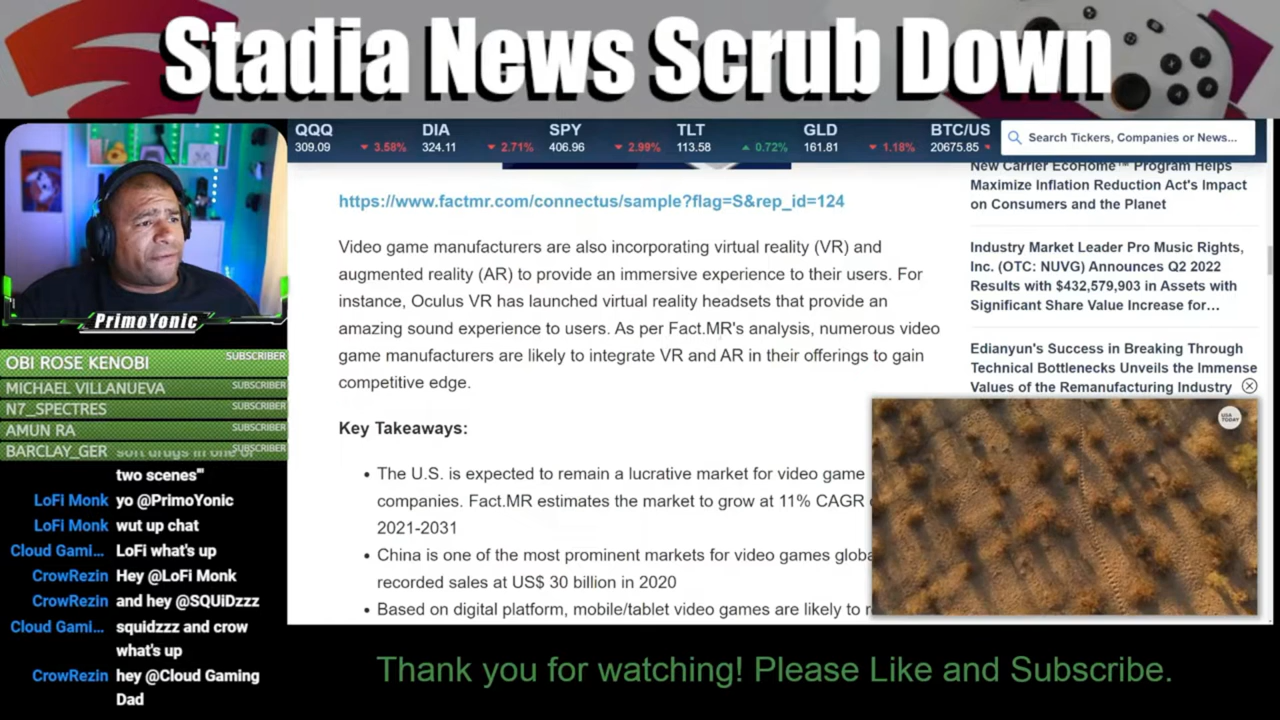 Stadia News Scrub Down
QQQ DIA SPY TLT GLD BTC/US
309.09 3.58% 324.11 2.71% 406.96 2.99% 113.58 0.72% 161.81 1.18% 20675.85
Search Tickers, Companies or News...
https://www.factmr.com/connectus/sample?flag=S&rep_id=124
Video game manufacturers are also incorporating virtual reality (VR) and
augmented reality (AR) to provide an immersive experience to their users. For
instance, Oculus VR has launched virtual reality headsets that provide an
amazing sound experience to users. As per Fact.MR's analysis, numerous video
game manufacturers are likely to integrate VR and AR in their offerings to gain
competitive edge.
Key Takeaways:
• The U.S. is expected to remain a lucrative market for video game
companies. Fact.MR estimates the market to grow at 11% CAGR
2021-2031
• China is one of the most prominent markets for video games globa
recorded sales at US$ 30 billion in 2020
• Based on digital platform, mobile/tablet video games are likely to r
New Carrier EcoHome™ Program Helps
Maximize Inflation Reduction Act's Impact
on Consumers and the Planet
Industry Market Leader Pro Music Rights,
Inc. (OTC: NUVG) Announces Q2 2022
Results with $432,579,903 in Assets with
Significant Share Value Increase for…
Edianyun's Success in Breaking Through
Technical Bottlenecks Unveils the Immense
Values of the Remanufacturing Industry
USA
TODAY
PrimoYonic
OBI ROSE KENOBI SUBSCRIBER
MICHAEL VILLANUEVA SUBSCRIBER
N7_SPECTRES SUBSCRIBER
AMUN RA SUBSCRIBER
BARCLAY_GER SUBSCRIBER
soft drugs in one of
two scenes"'
LoFi Monk yo @PrimoYonic
LoFi Monk wut up chat
Cloud Gami... LoFi what's up
CrowRezin Hey @LoFi Monk
CrowRezin and hey @SQUiDzzz
Cloud Gami... squidzzz and crow
what's up
CrowRezin hey @Cloud Gaming
Dad
Thank you for watching! Please Like and Subscribe.